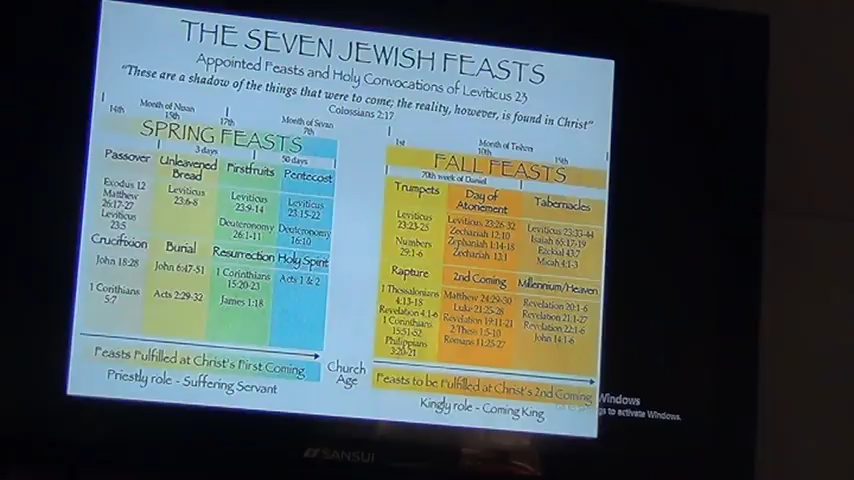 THE SEVEN JEWISH FEASTS
Appointed Feasts and Holy Convocations of Leviticus 23
"These are a shadow of the things that were to come; the reality, however, is found in Christ"
Colossians 2:17
Month of Nisan
14th 15th 17th
Month of Sivan
7th
SPRING FEASTS
3 days 50 days
Passover
Exodus 12
Matthew
26:17-27
Leviticus
23:5
Crucifixion
John 18:28
1 Corithians
5:7
Unleavened
Bread
Leviticus
23:6-8
Burial
John 6:47-51
Acts 2:29-32
Firstfruits
Leviticus
23:9-14
Deuteronomy
26:1-11
Resurrection
1 Corinthians
15:20-23
James 1:18
Pentecost
Leviticus
23:15-22
Deuteronomy
16:10
Holy Spirit
Acts 1 & 2
Feasts Fulfilled at Christ's First Coming
Priestly role - Suffering Servant
Church
Age
Month of Tishrei
1st 10th 15th
FALL FEASTS
70th week of Daniel
Trumpets
Leviticus
23:23-25
Numbers
29:1-6
Rapture
1 Thessalonians
4:13-18
Revelation 4:1-6
1 Corinthians
15:51-52
Philippians
3:20-21
Day of
Atonement
Leviticus 23:26-32
Zechariah 12:10
Zephaniah 1:14-18
Zechariah 13:1
2nd Coming
Matthew 24:29-30
Luke 21:25-28
Revelation 19:11-21
2 Thess 1:5-10
Romans 11:25-27
Tabernacles
Leviticus 23:33-44
Isaiah 65:17-19
Ezekiel 43:7
Micah 4:1-3
Millennium/Heaven
Revelation 20:1-6
Revelation 21:1-27
Revelation 22:1-6
John 14:1-6
Feasts to be Fulfilled at Christ's 2nd Coming
Kingly role - Coming King
Windows
to activate Windows.
SANSUI